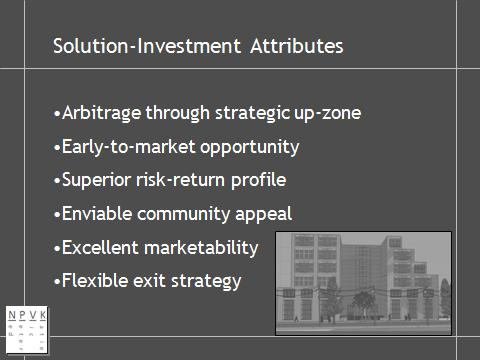 Solution-Investment Attributes
•Arbitrage through strategic up-zone
•Early-to-market opportunity
•Superior risk-return profile
•Enviable community appeal
•Excellent marketability
•Flexible exit strategy
N P V K